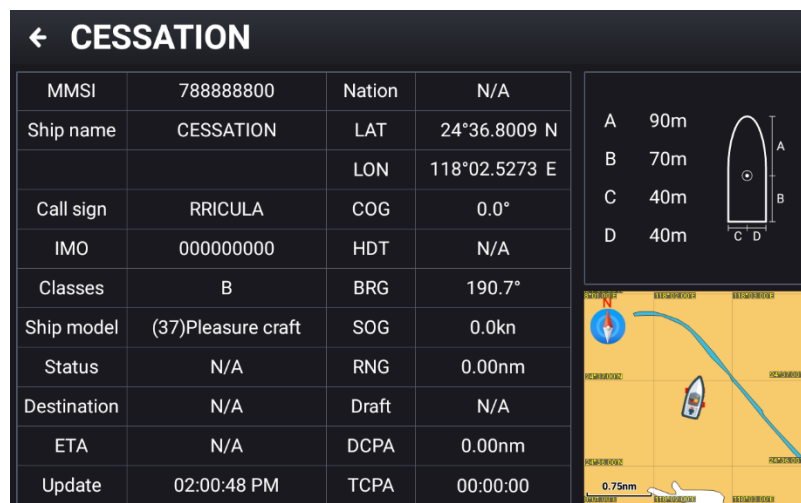 CESSATION
MMSI 788888800 Nation N/A
Ship name CESSATION LAT 24°36.8009 N
LON 118°02.5273 E
Call sign RRICULA COG 0.0°
IMO 000000000 HDT N/A
Classes B BRG 190.7°
Ship model (37)Pleasure craft SOG 0.0kn
Status N/A RNG 0.00nm
Destination N/A Draft N/A
ETA N/A DCPA 0.00nm
Update 02:00:48 PM TCPA 00:00:00
A 90m
B 70m
C 40m
D 40m
A
B
C D
N
0.75nm